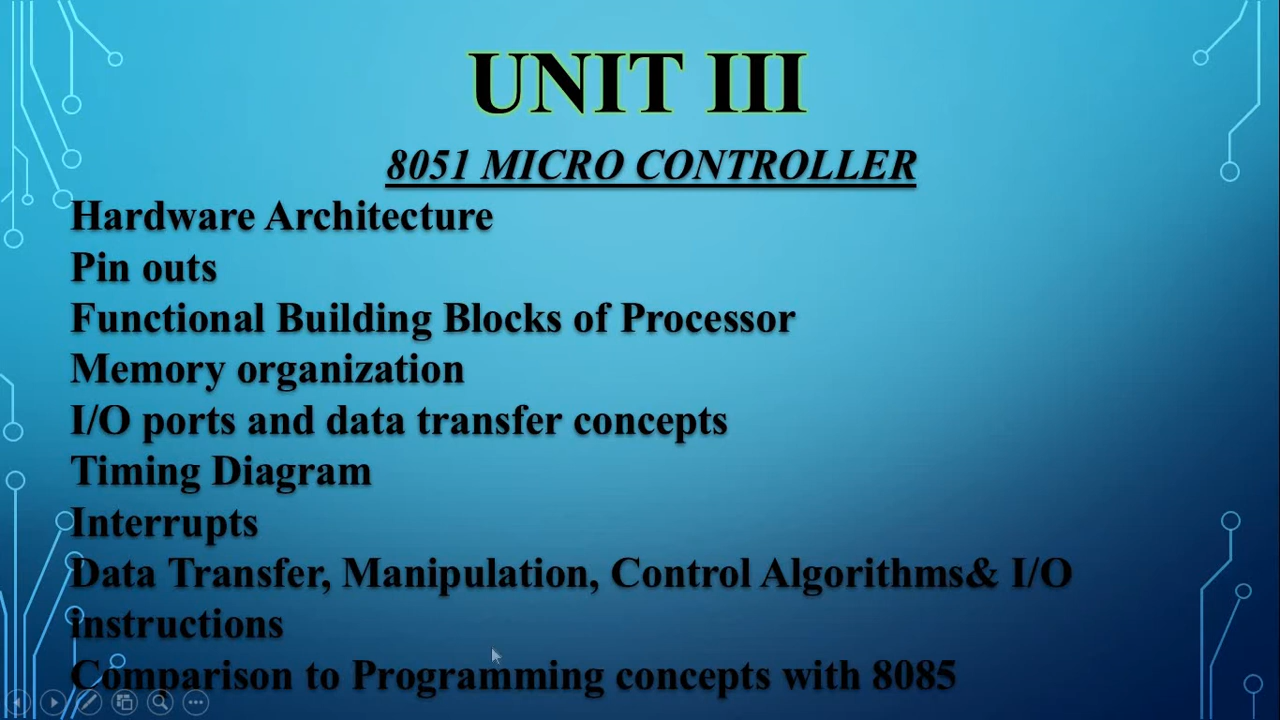 UNIT III
8051 MICRO CONTROLLER
Hardware Architecture
Pin outs
Functional Building Blocks of Processor
Memory organization
I/O ports and data transfer concepts
Timing Diagram
Interrupts
Data Transfer, Manipulation, Control Algorithms& I/O
instructions
Comparison to Programming concepts with 8085